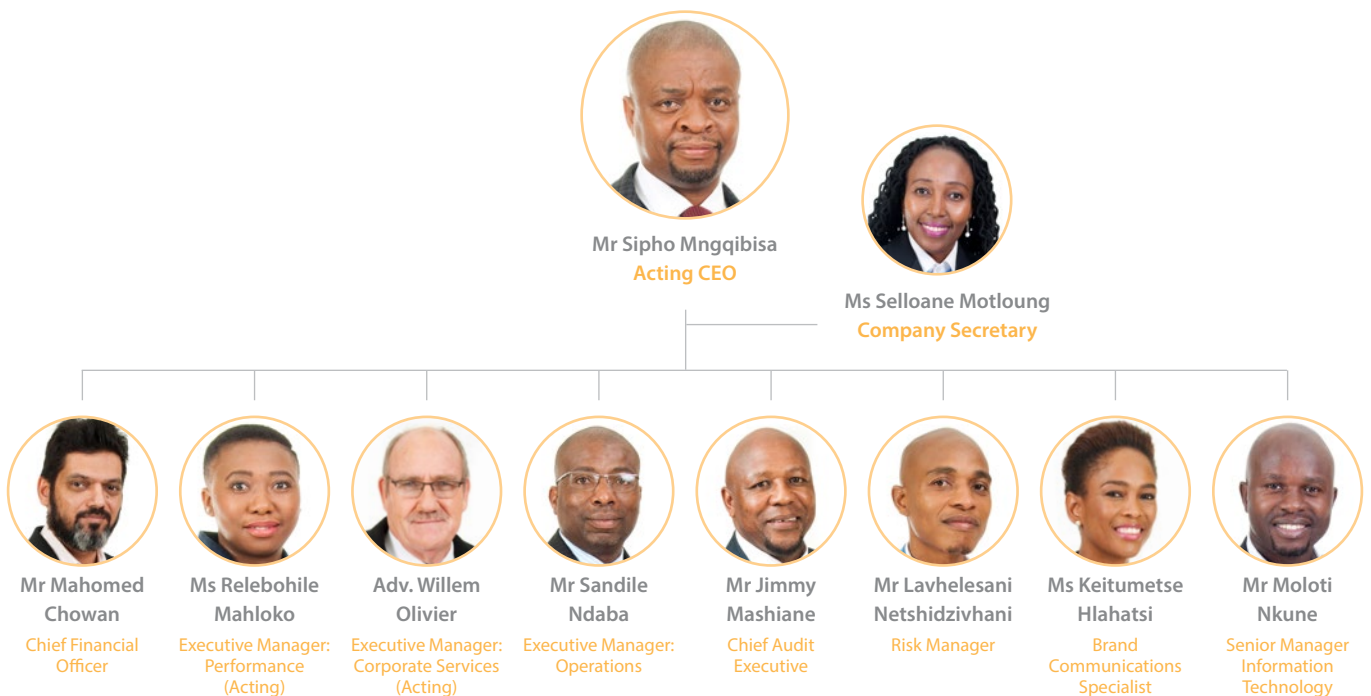 Mr Sipho Mngqibisa
Acting CEO
Ms Selloane Motloung
Company Secretary
Mr Mahomed
Chowan
Chief Financial
Officer
Ms Relebohile
Mahloko
Executive Manager:
Performance
(Acting)
Adv. Willem
Olivier
Executive Manager:
Corporate Services
(Acting)
Mr Sandile
Ndaba
Executive Manager:
Operations
Mr Jimmy
Mashiane
Chief Audit
Executive
Mr Lavhelesani
Netshidzivhani
Risk Manager
Ms Keitumetse
Hlahatsi
Brand
Communications
Specialist
Mr Moloti
Nkune
Senior Manager
Information
Technology